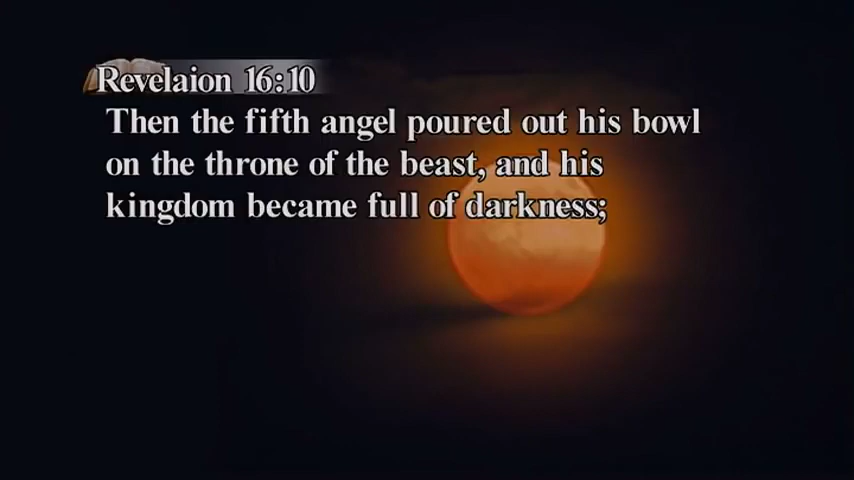 Revelaion 16:10
Then the fifth angel poured out his bowl
on the throne of the beast, and his
kingdom became full of darkness;